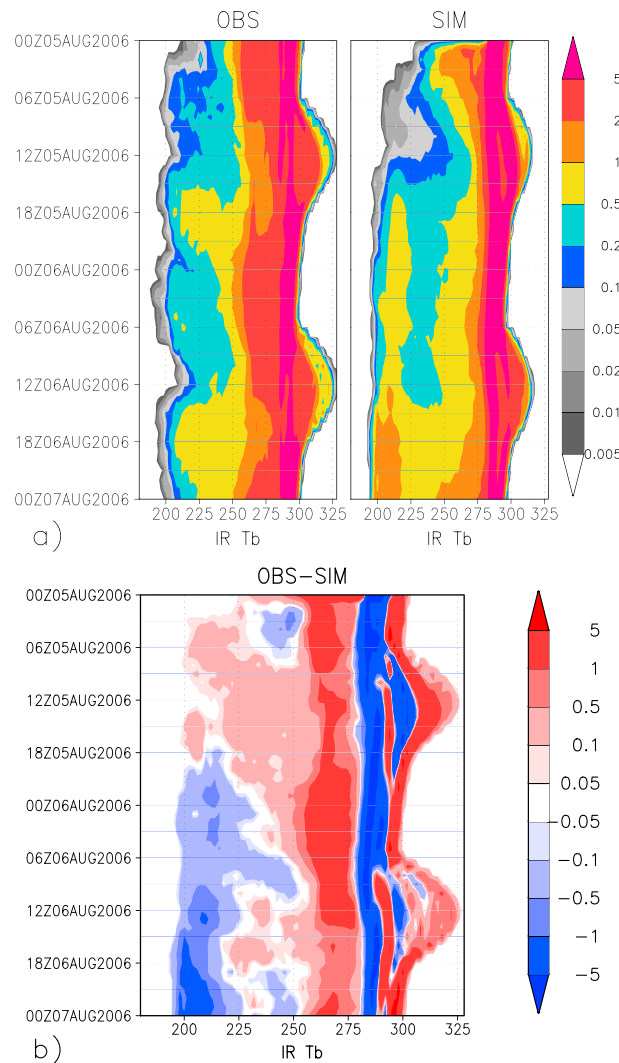 OBS SIM
00Z05AUG2006
06Z05AUG2006
12Z05AUG2006
18Z05AUG2006
00Z06AUG2006
06Z06AUG2006
12Z06AUG2006
18Z06AUG2006
00Z07AUG2006
200 225 250 275 300 325
IR Tb
200 225 250 275 300 325
IR Tb
5
2
1
0.5
0.2
0.1
0.05
0.02
0.01
0.005
a)
OBS-SIM
00Z05AUG2006
06Z05AUG2006
12Z05AUG2006
18Z05AUG2006
00Z06AUG2006
06Z06AUG2006
12Z06AUG2006
18Z06AUG2006
00Z07AUG2006
200 225 250 275 300 325
IR Tb
5
1
0.5
0.1
0.05
-0.05
-0.1
-0.5
-1
-5
b)